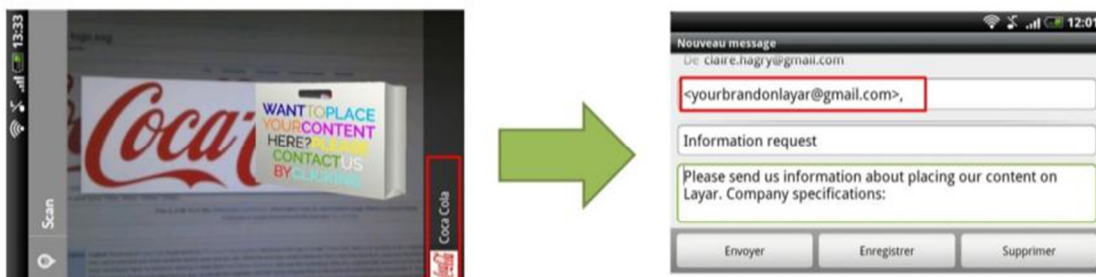 13:33
Scan
Coca
WANT TO PLACE
YOUR CONTENT
HERE? PLEASE
CONTACT US
BY CLICKING
Coca Cola
12:01
Nouveau message
De claire.hagry@gmail.com
<yourbrandonlayar@gmail.com>,
Information request
Please send us information about placing our content on
Layar. Company specifications:
Envoyer
Enregistrer
Supprimer